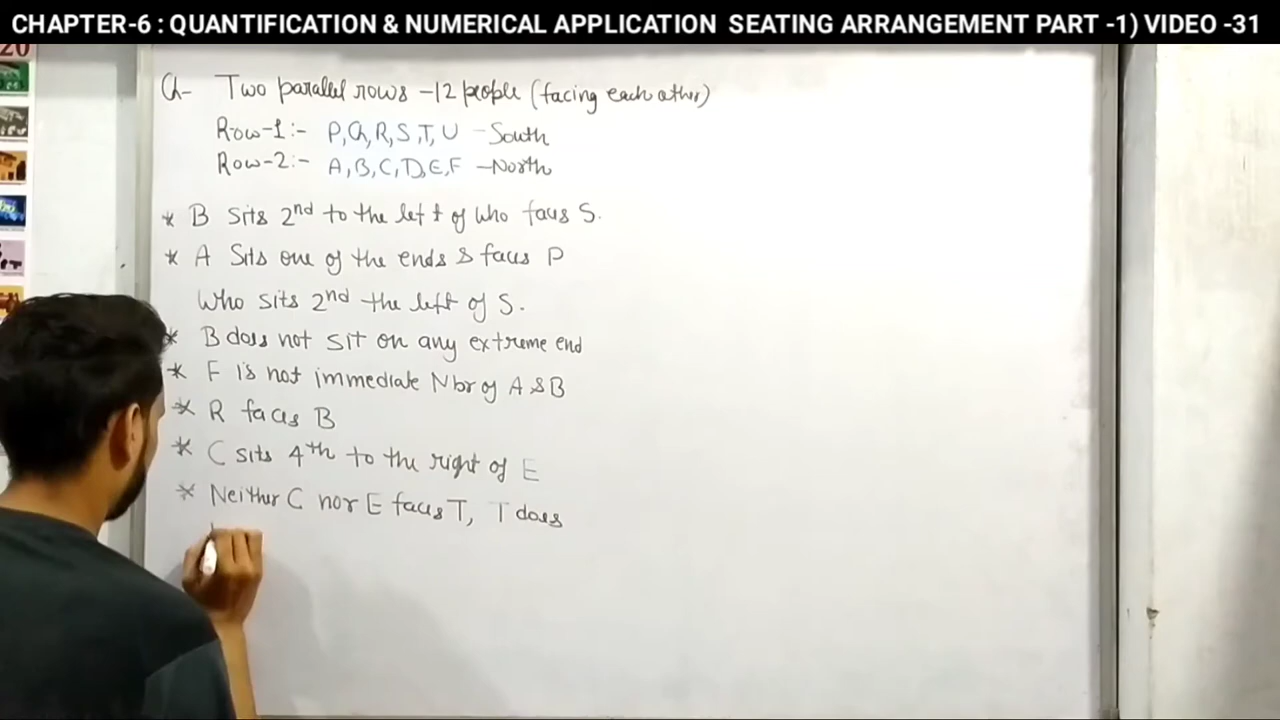 CHAPTER-6 : QUANTIFICATION & NUMERICAL APPLICATION SEATING ARRANGEMENT PART -1) VIDEO -31
20
Q- Two parallel rows -12 people (facing each other)
Row-1:- P,Q,R,S,T,U -South
Row-2:- A,B,C,D,E,F -North
* B sits 2nd to the left of who faces S.
* A sits one of the ends & faces P
who sits 2nd the left of S.
* B does not sit on any extreme end
* F is not immediate Nbr of A & B
* R faces B
* C sits 4th to the right of E
* Neither C nor E faces T, T does